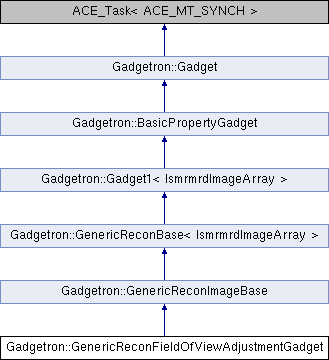 ACE_Task< ACE_MT_SYNCH >
Gadgetron::Gadget
Gadgetron::BasicPropertyGadget
Gadgetron::Gadget1< IsmrmrdImageArray >
Gadgetron::GenericReconBase< IsmrmrdImageArray >
Gadgetron::GenericReconImageBase
Gadgetron::GenericReconFieldOfViewAdjustmentGadget